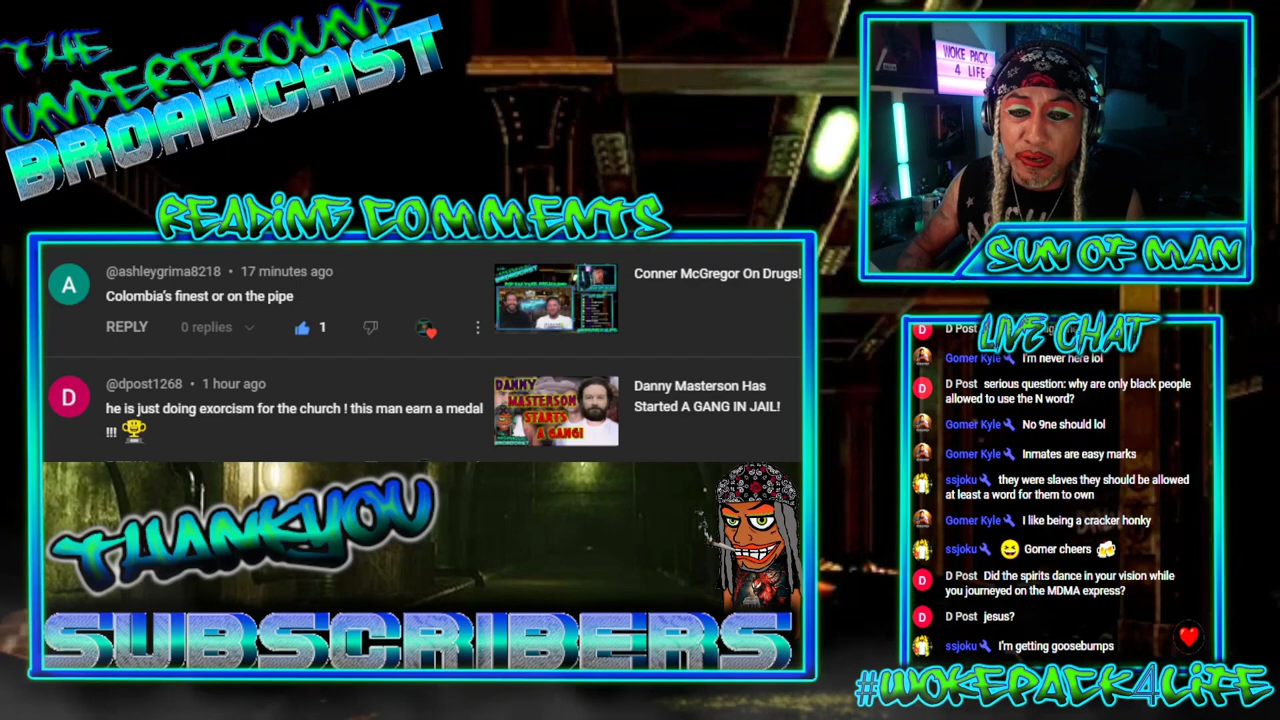 THE
UNDERGROUND
BROADCAST
READING COMMENTS
@ashleygrima8218 • 17 minutes ago
Colombia's finest or on the pipe
REPLY 0 replies 1
Conner McGregor On Drugs!
@dpost1268 • 1 hour ago
he is just doing exorcism for the church ! this man earn a medal
!!! 🏆
DANNY
MASTERSON
STARTS
A GANG!
Danny Masterson Has
Started A GANG IN JAIL!
THANKYOU
SUBSCRIBERS
WOKE PACK
4 LIFE
SUN OF MAN
LIVE CHAT
D Post
Gomer Kyle I'm never here lol
D Post serious question: why are only black people
allowed to use the N word?
Gomer Kyle No 9ne should lol
Gomer Kyle Inmates are easy marks
ssjoku they were slaves they should be allowed
at least a word for them to own
Gomer Kyle I like being a cracker honky
ssjoku 😆 Gomer cheers 🍻
D Post Did the spirits dance in your vision while
you journeyed on the MDMA express?
D Post jesus?
ssjoku I'm getting goosebumps
#WOKEPACK4LIFE